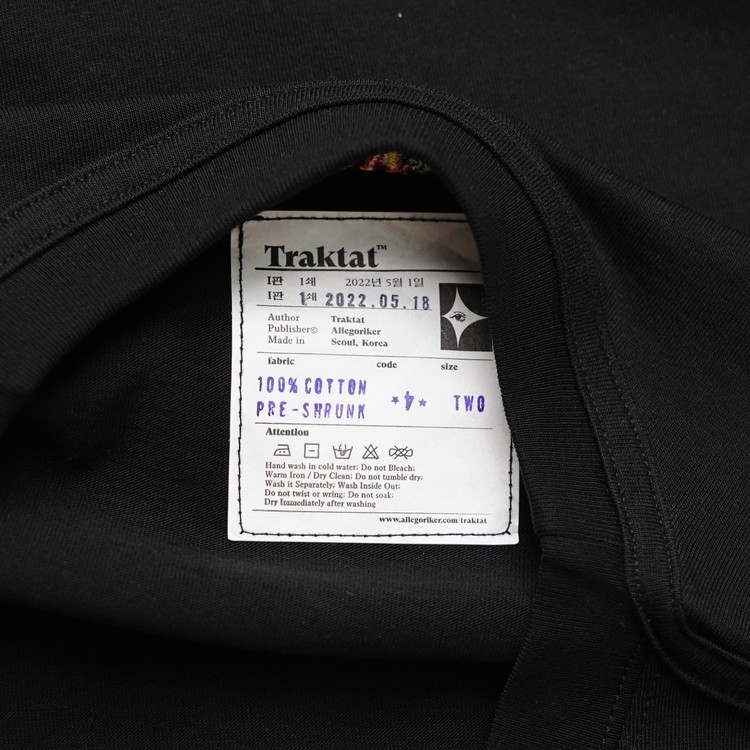 Traktat™
I판 1쇄 2022년 5월 1일
I판 1쇄 2022.05.18
Author Traktat
Publisher© Allegoriker
Made in Seoul, Korea
fabric code size
100% COTTON
PRE-SHRUNK *4* TWO
Attention
Hand wash in cold water; Do not Bleach;
Warm Iron / Dry Clean; Do not tumble dry;
Wash it Separately; Wash Inside Out;
Do not twist or wring; Do not soak;
Dry Immediately after washing
www.allegoriker.com/traktat